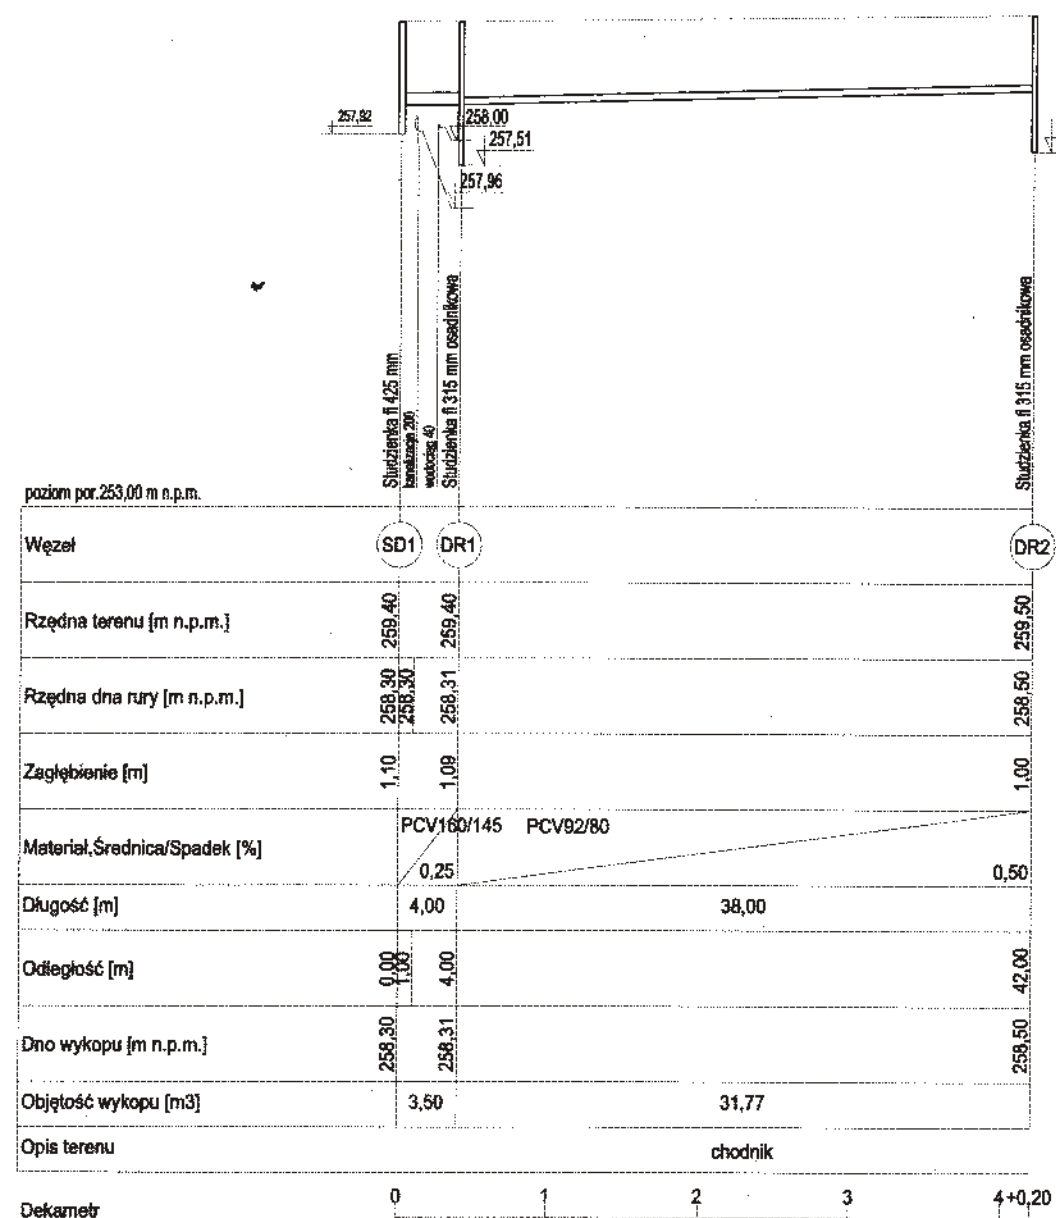 257,92
258,00
257,51
257,96
Studzienka fi 425 mm
kanalizacja 200
wodociąg 40
Studzienka fi 315 mm osadnikowa
Studzienka fi 315 mm osadnikowa
poziom por.253,00 m n.p.m.
Węzeł SD1 DR1 DR2
Rzędna terenu [m n.p.m.] 259,40 259,40 259,50
Rzędna dna rury [m n.p.m.] 258,30 258,30 258,31 258,50
Zagłębienie [m] 1,10 1,09 1,00
PCV160/145 PCV92/80
Materiał,Średnica/Spadek [%]
0,25 0,50
Długość [m] 4,00 38,00
Odległość [m] 0,00 1,00 4,00 42,00
Dno wykopu [m n.p.m.] 258,30 258,31 258,50
Objętość wykopu [m3] 3,50 31,77
Opis terenu chodnik
Dekametr 0 1 2 3 4 +0,20